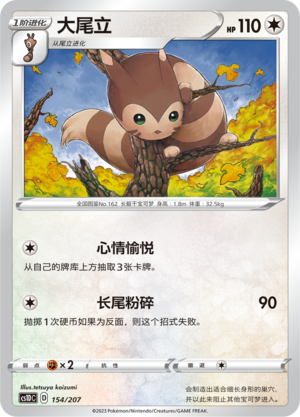 1阶进化
大尾立
HP 110
从尾立进化
全国图鉴No.162 长躯干宝可梦 身高:1.8m 体重:32.5kg
心情愉悦
从自己的牌库上方抽取3张卡牌。
长尾粉碎 90
抛掷1次硬币如果为反面,则这个招式失败。
弱点 ×2 抗性 撤退
Illus.tetsuya koizumi
CS1DC D 154/207
会制造出适合细长身形的巢穴,
并以此来阻挡其他宝可梦进入。
©2023 Pokémon/Nintendo/Creatures/GAME FREAK.